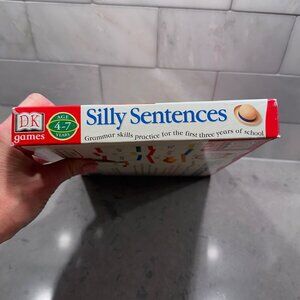 DK
games
AGE
4-7
YEARS
Silly Sentences
Grammar skills practice for the first three years of school